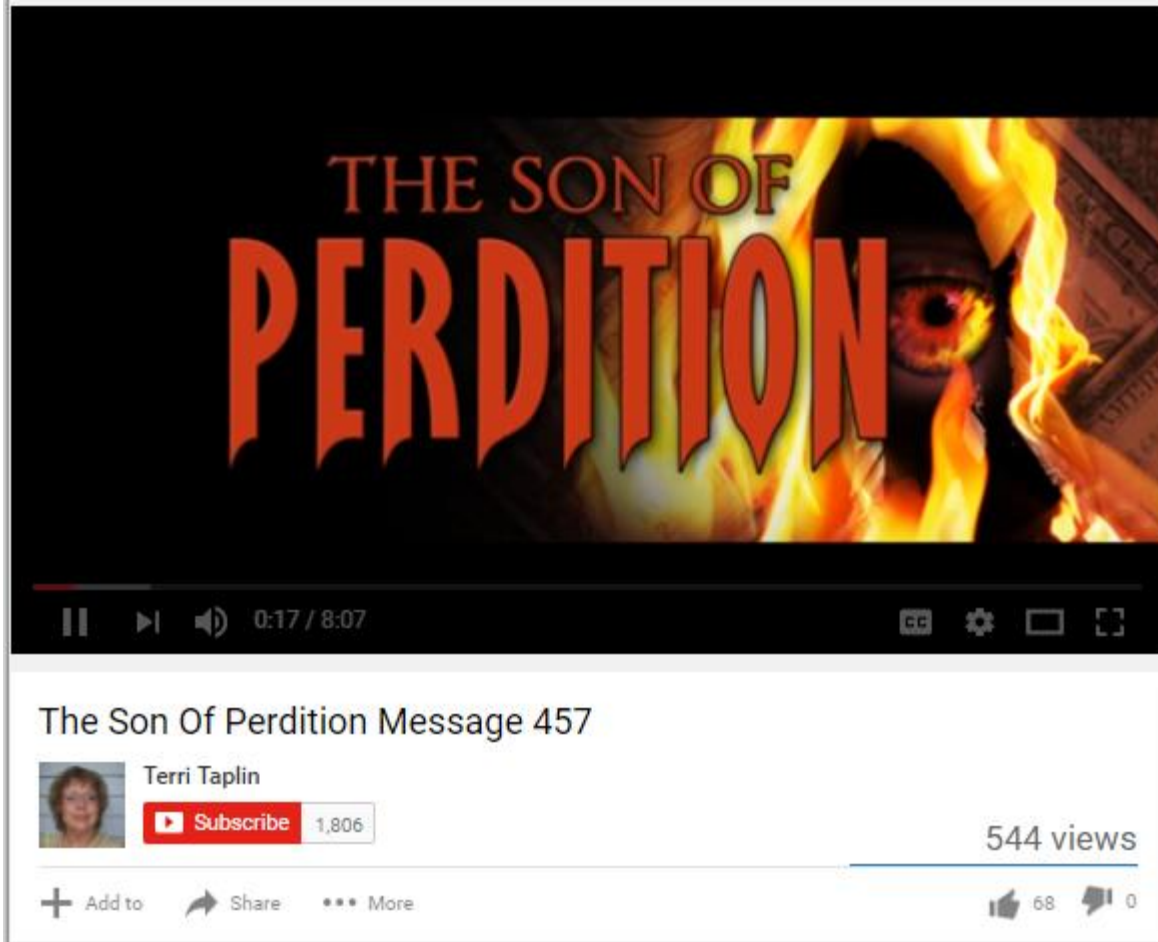 THE SON OF
PERDITION
0:17 / 8:07
CC
The Son Of Perdition Message 457
Terri Taplin
Subscribe 1,806
544 views
Add to Share More
68 0